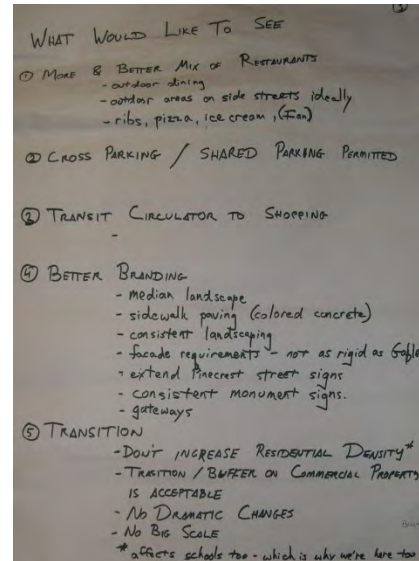 WHAT WOULD LIKE TO SEE
① MORE & BETTER MIX OF RESTAURANTS
- outdoor dining
- outdoor areas on side streets ideally
- ribs, pizza, ice cream, (Fun)
② CROSS PARKING / SHARED PARKING PERMITTED
③ TRANSIT CIRCULATOR TO SHOPPING
-
④ BETTER BRANDING
- median landscape
- sidewalk paving (colored concrete)
- consistent landscaping
- facade requirements - not as rigid as Gable
- extend Pinecrest street signs
- consistent monument signs.
- gateways
⑤ TRANSITION
- DON'T INCREASE RESIDENTIAL DENSITY*
- TRASITION / BUFFER ON COMMERCIAL PROPERTY
IS ACCEPTABLE
- NO DRAMATIC CHANGES
- NO BIG SCALE
* affects schools too - which is why we're here too